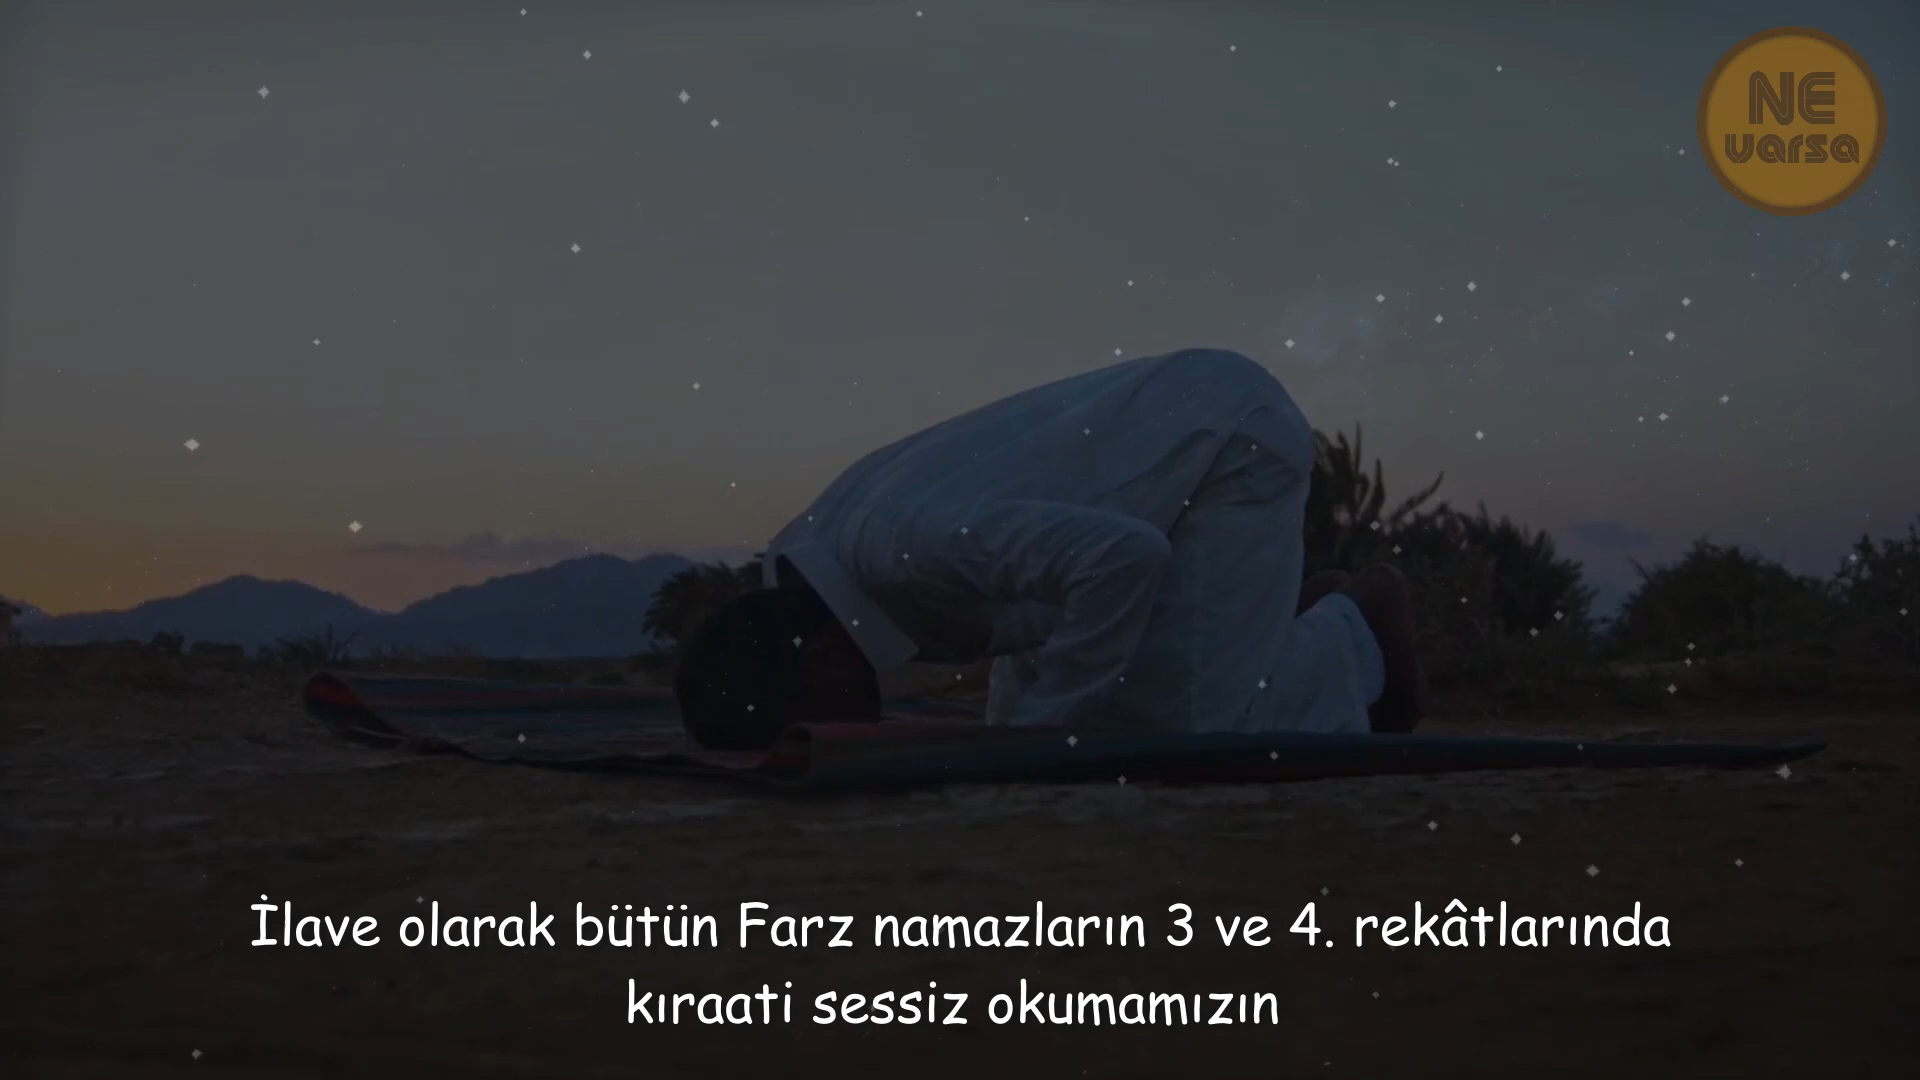 NE
varsa
İlave olarak bütün Farz namazların 3 ve 4. rekâtlarında
kıraati sessiz okumamızın